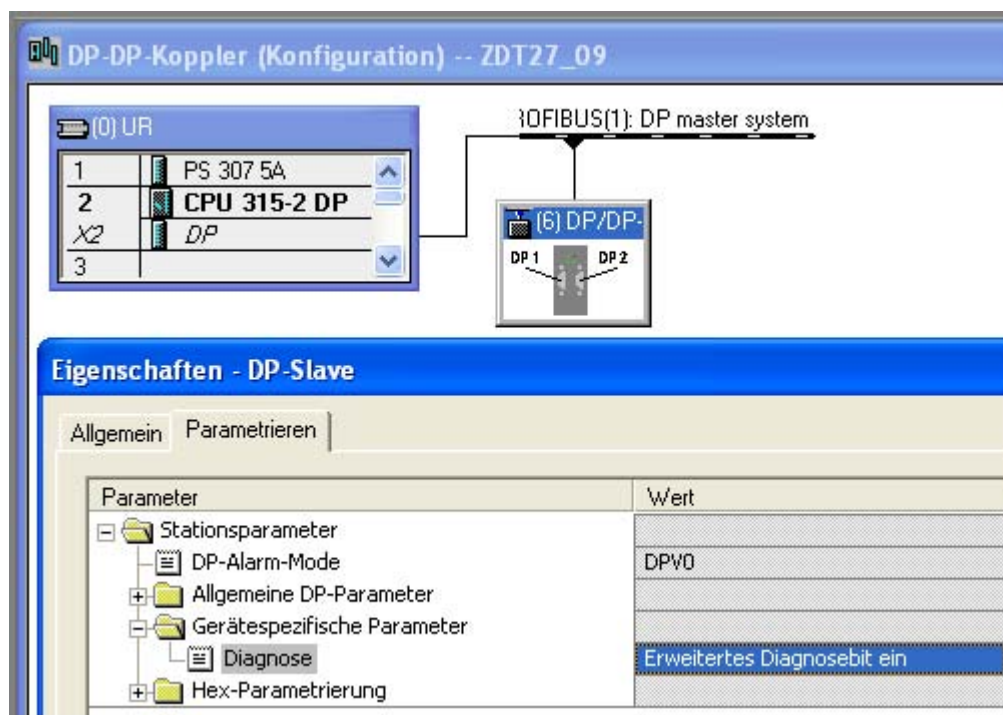 DP-DP-Koppler (Konfiguration) -- ZDT27_09
(0) UR
1 PS 307 5A
2 CPU 315-2 DP
X2 DP
3
ROFIBUS(1): DP master system
(6) DP/DP-
DP 1 DP 2
Eigenschaften - DP-Slave
Allgemein Parametrieren
Parameter Wert
Stationsparameter
DP-Alarm-Mode DPV0
Allgemeine DP-Parameter
Gerätespezifische Parameter
Diagnose Erweitertes Diagnosebit ein
Hex-Parametrierung